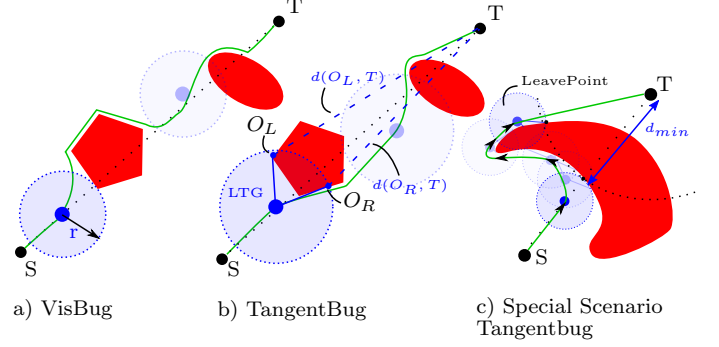 T
r
S
a) VisBug
T
d(O_L, T)
O_L
LTG
d(O_R, T)
O_R
S
b) TangentBug
LeavePoint
T
d_min
S
c) Special Scenario
Tangentbug